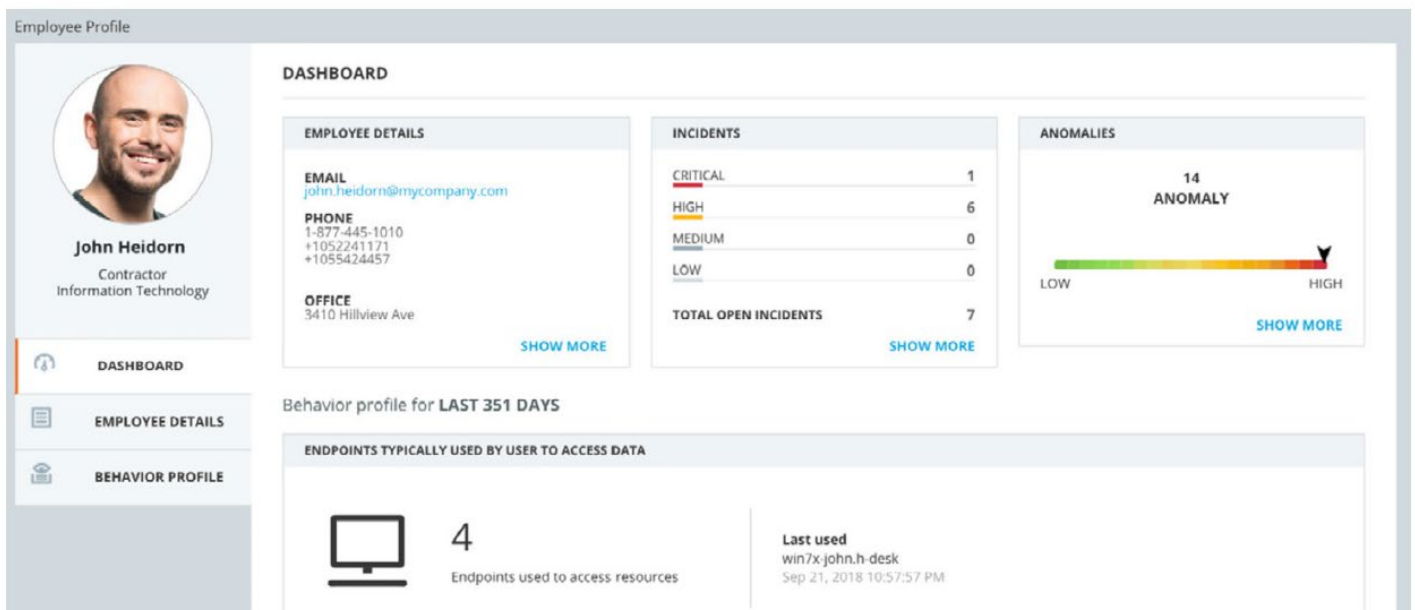 Employee Profile
John Heidorn
Contractor
Information Technology
DASHBOARD
EMPLOYEE DETAILS
BEHAVIOR PROFILE
DASHBOARD
EMPLOYEE DETAILS
EMAIL
john.heidorn@mycompany.com
PHONE
1-877-445-1010
+1052241171
+1055424457
OFFICE
3410 Hillview Ave
SHOW MORE
INCIDENTS
CRITICAL 1
HIGH 6
MEDIUM 0
LOW 0
TOTAL OPEN INCIDENTS 7
SHOW MORE
ANOMALIES
14
ANOMALY
LOW HIGH
SHOW MORE
Behavior profile for LAST 351 DAYS
ENDPOINTS TYPICALLY USED BY USER TO ACCESS DATA
4
Endpoints used to access resources
Last used
win7x-john.h-desk
Sep 21, 2018 10:57:57 PM